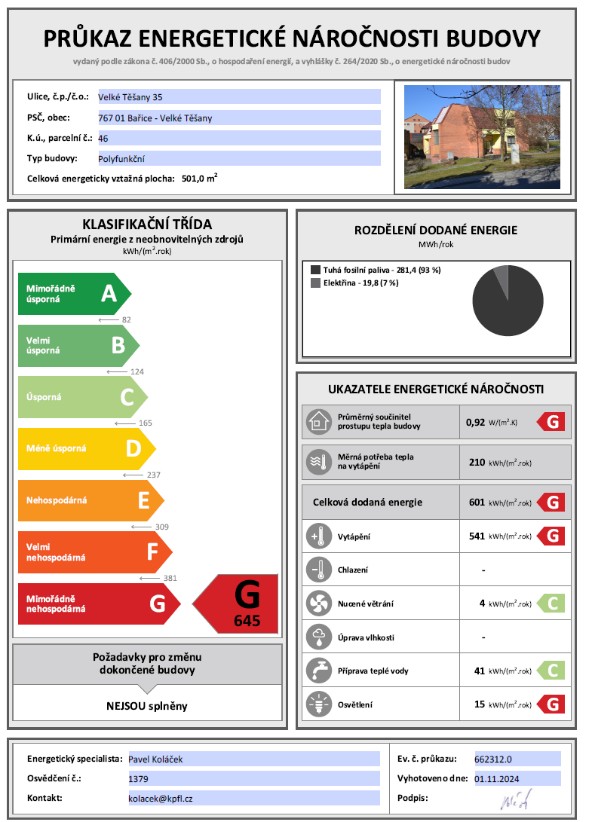 PRŮKAZ ENERGETICKÉ NÁROČNOSTI BUDOVY
vydaný podle zákona č. 406/2000 Sb., o hospodaření energií, a vyhlášky č. 264/2020 Sb., o energetické náročnosti budov
Ulice, č.p./č.o.: Velké Těšany 35
PSČ, obec: 767 01 Bařice - Velké Těšany
K.ú., parcelní č.: 46
Typ budovy: Polyfunkční
Celková energeticky vztažná plocha: 501,0 m²
KLASIFIKAČNÍ TŘÍDA
Primární energie z neobnovitelných zdrojů
kWh/(m².rok)
Mimořádně úsporná A
82
Velmi úsporná B
124
Úsporná C
165
Méně úsporná D
237
Nehospodárná E
309
Velmi nehospodárná F
381
Mimořádně nehospodárná G
G
645
Požadavky pro změnu
dokončené budovy
NEJSOU splněny
ROZDĚLENÍ DODANÉ ENERGIE
MWh/rok
Tuhá fosilní paliva - 281,4 (93 %)
Elektřina - 19,8 (7 %)
UKAZATELE ENERGETICKÉ NÁROČNOSTI
Průměrný součinitel prostupu tepla budovy 0,92 W/(m².K) G
Měrná potřeba tepla na vytápění 210 kWh/(m².rok)
Celková dodaná energie 601 kWh/(m².rok) G
Vytápění 541 kWh/(m².rok) G
Chlazení -
Nucené větrání 4 kWh/(m².rok) C
Úprava vlhkosti -
Příprava teplé vody 41 kWh/(m².rok) C
Osvětlení 15 kWh/(m².rok) G
Energetický specialista: Pavel Koláček
Osvědčení č.: 1379
Kontakt: kolacek@kpfl.cz
Ev. č. průkazu: 662312.0
Vyhotoveno dne: 01.11.2024
Podpis: